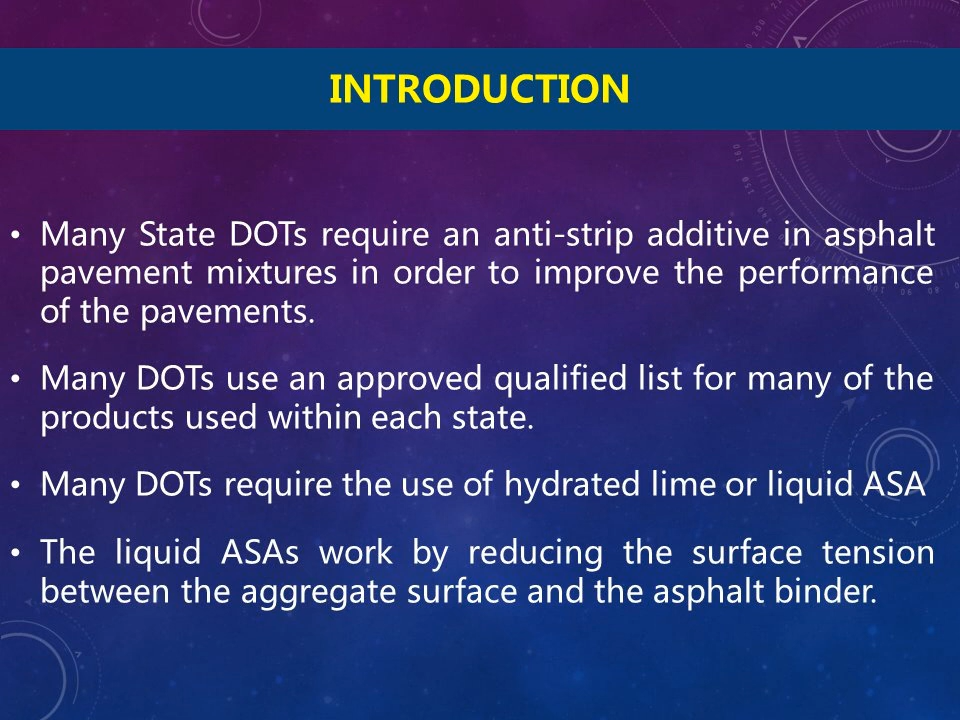 INTRODUCTION
• Many State DOTs require an anti-strip additive in asphalt
pavement mixtures in order to improve the performance
of the pavements.
• Many DOTs use an approved qualified list for many of the
products used within each state.
• Many DOTs require the use of hydrated lime or liquid ASA
• The liquid ASAs work by reducing the surface tension
between the aggregate surface and the asphalt binder.